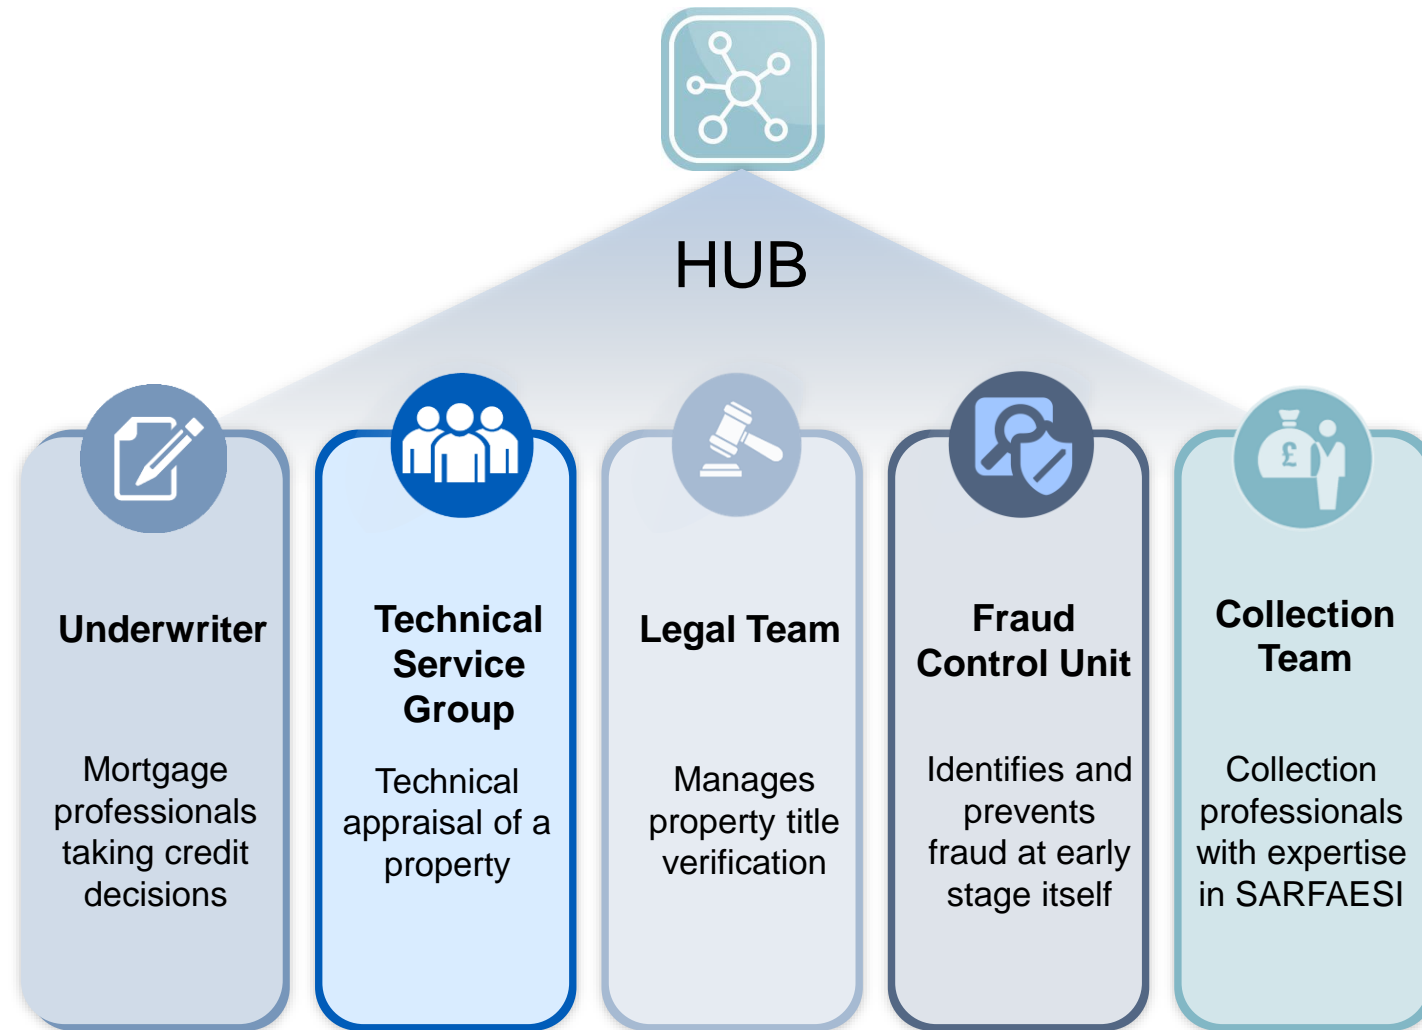 HUB
Underwriter
Mortgage
professionals
taking credit
decisions
Technical
Service
Group
Technical
appraisal of a
property
Legal Team
Manages
property title
verification
Fraud
Control Unit
Identifies and
prevents
fraud at early
stage itself
£
Collection
Team
Collection
professionals
with expertise
in SARFAESI